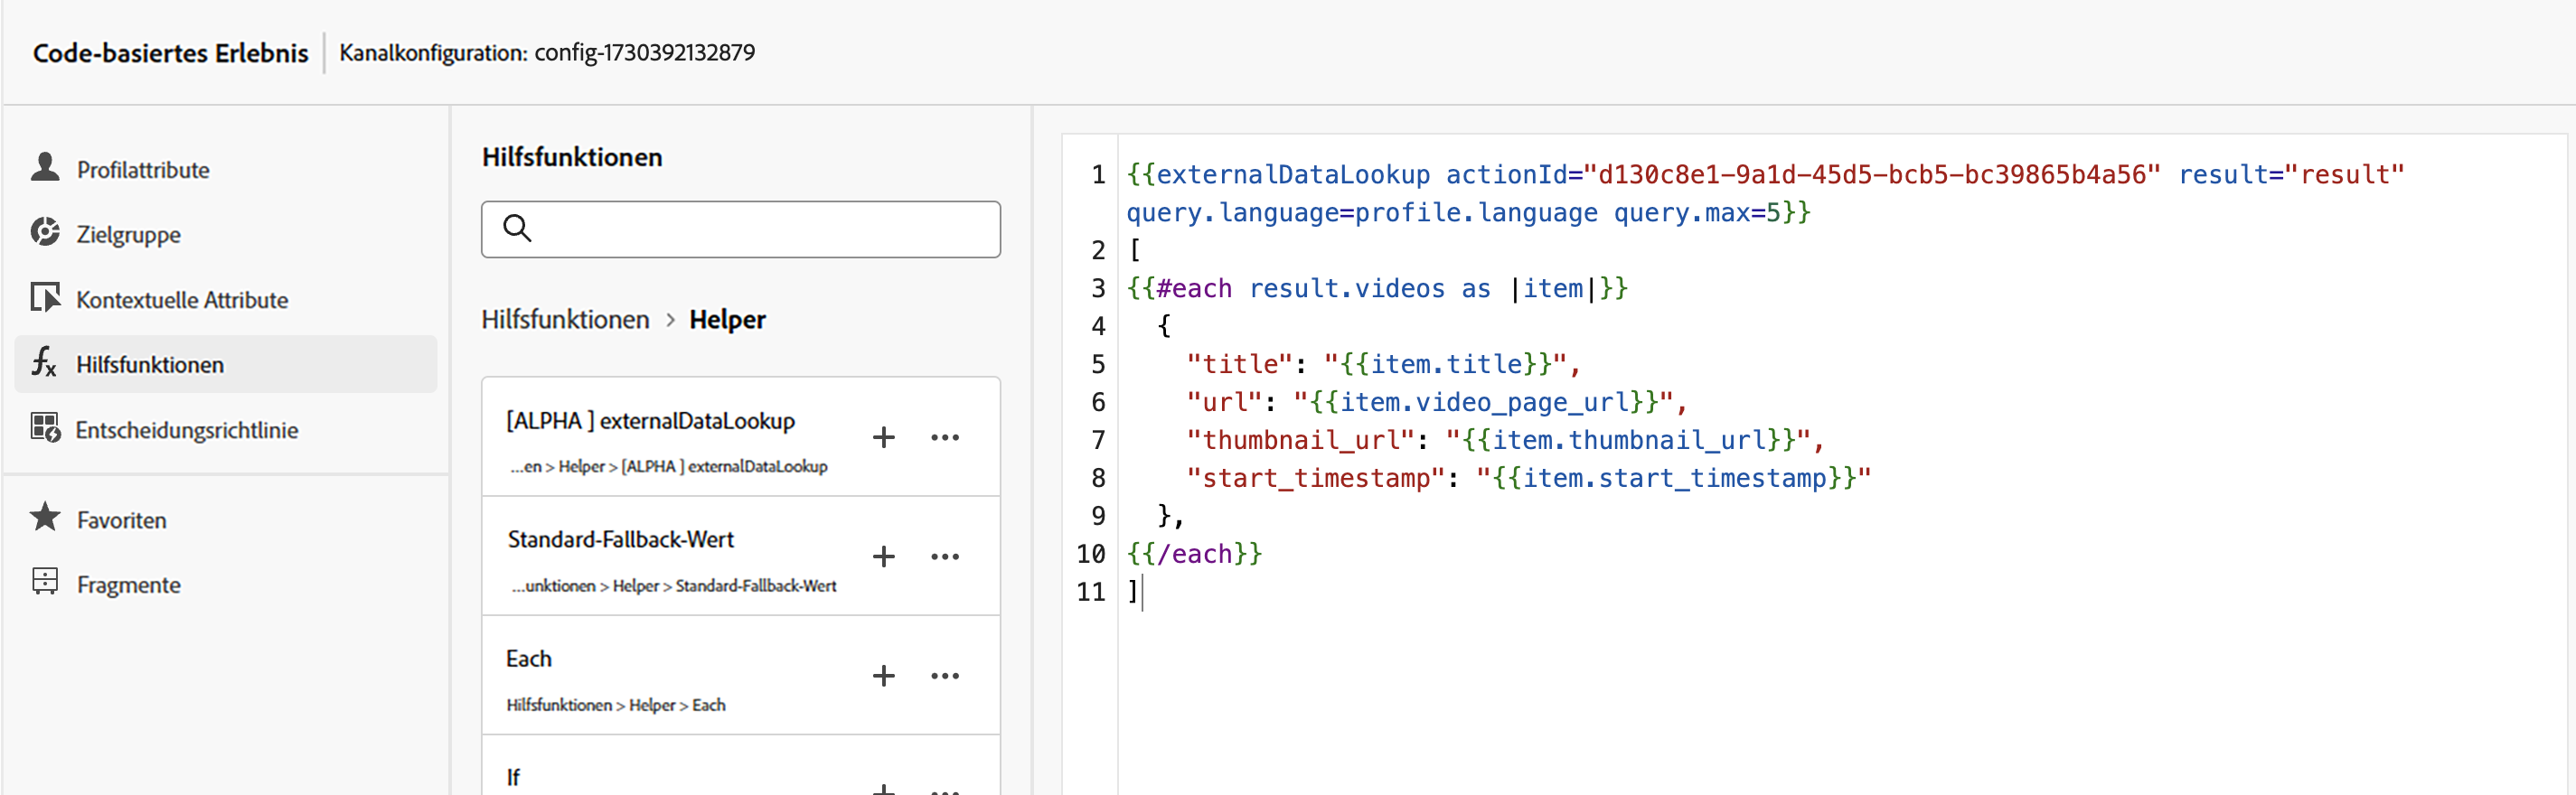 Code-basiertes Erlebnis
Kanalkonfiguration: config-1730392132879
Profilattribute
Zielgruppe
Kontextuelle Attribute
Hilfsfunktionen
Entscheidungsrichtlinie
Favoriten
Fragmente
Hilfsfunktionen
Hilfsfunktionen > Helper
[ALPHA ] externalDataLookup
...en > Helper > [ALPHA ] externalDataLookup
Standard-Fallback-Wert
...unktionen > Helper > Standard-Fallback-Wert
Each
Hilfsfunktionen > Helper > Each
If
1 {{externalDataLookup actionId="d130c8e1-9a1d-45d5-bcb5-bc39865b4a56" result="result"
query.language=profile.language query.max=5}}
2 [
3 {{#each result.videos as |item|}}
4 {
5 "title": "{{item.title}}",
6 "url": "{{item.video_page_url}}",
7 "thumbnail_url": "{{item.thumbnail_url}}",
8 "start_timestamp": "{{item.start_timestamp}}"
9 },
10 {{/each}}
11 ]